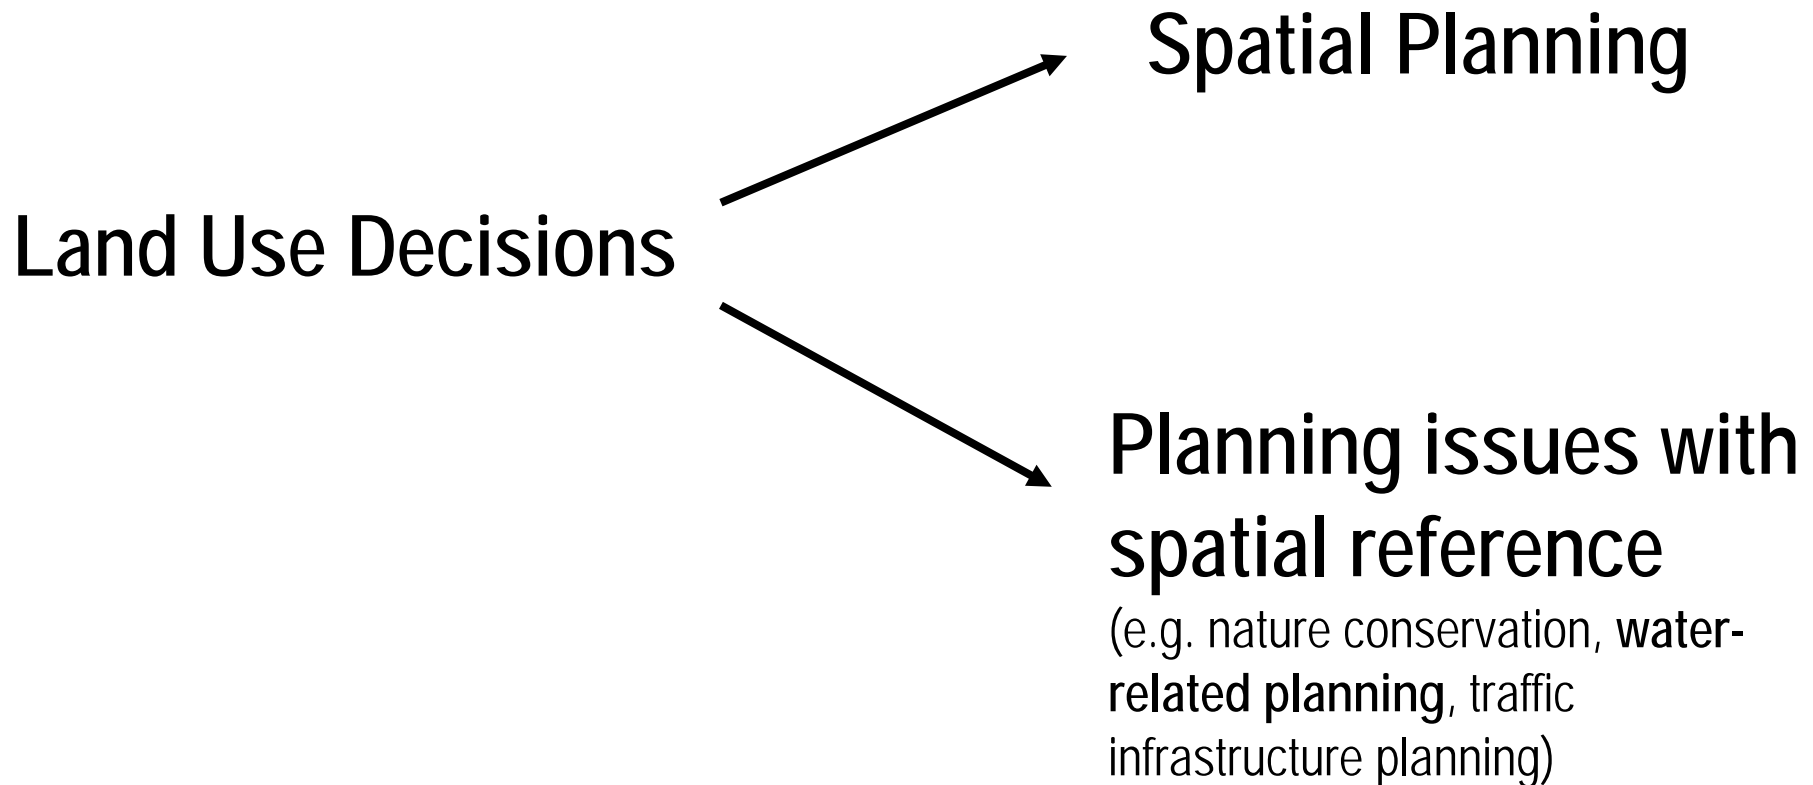 Spatial Planning
Land Use Decisions
Planning issues with
spatial reference
(e.g. nature conservation, water-
related planning, traffic
infrastructure planning)